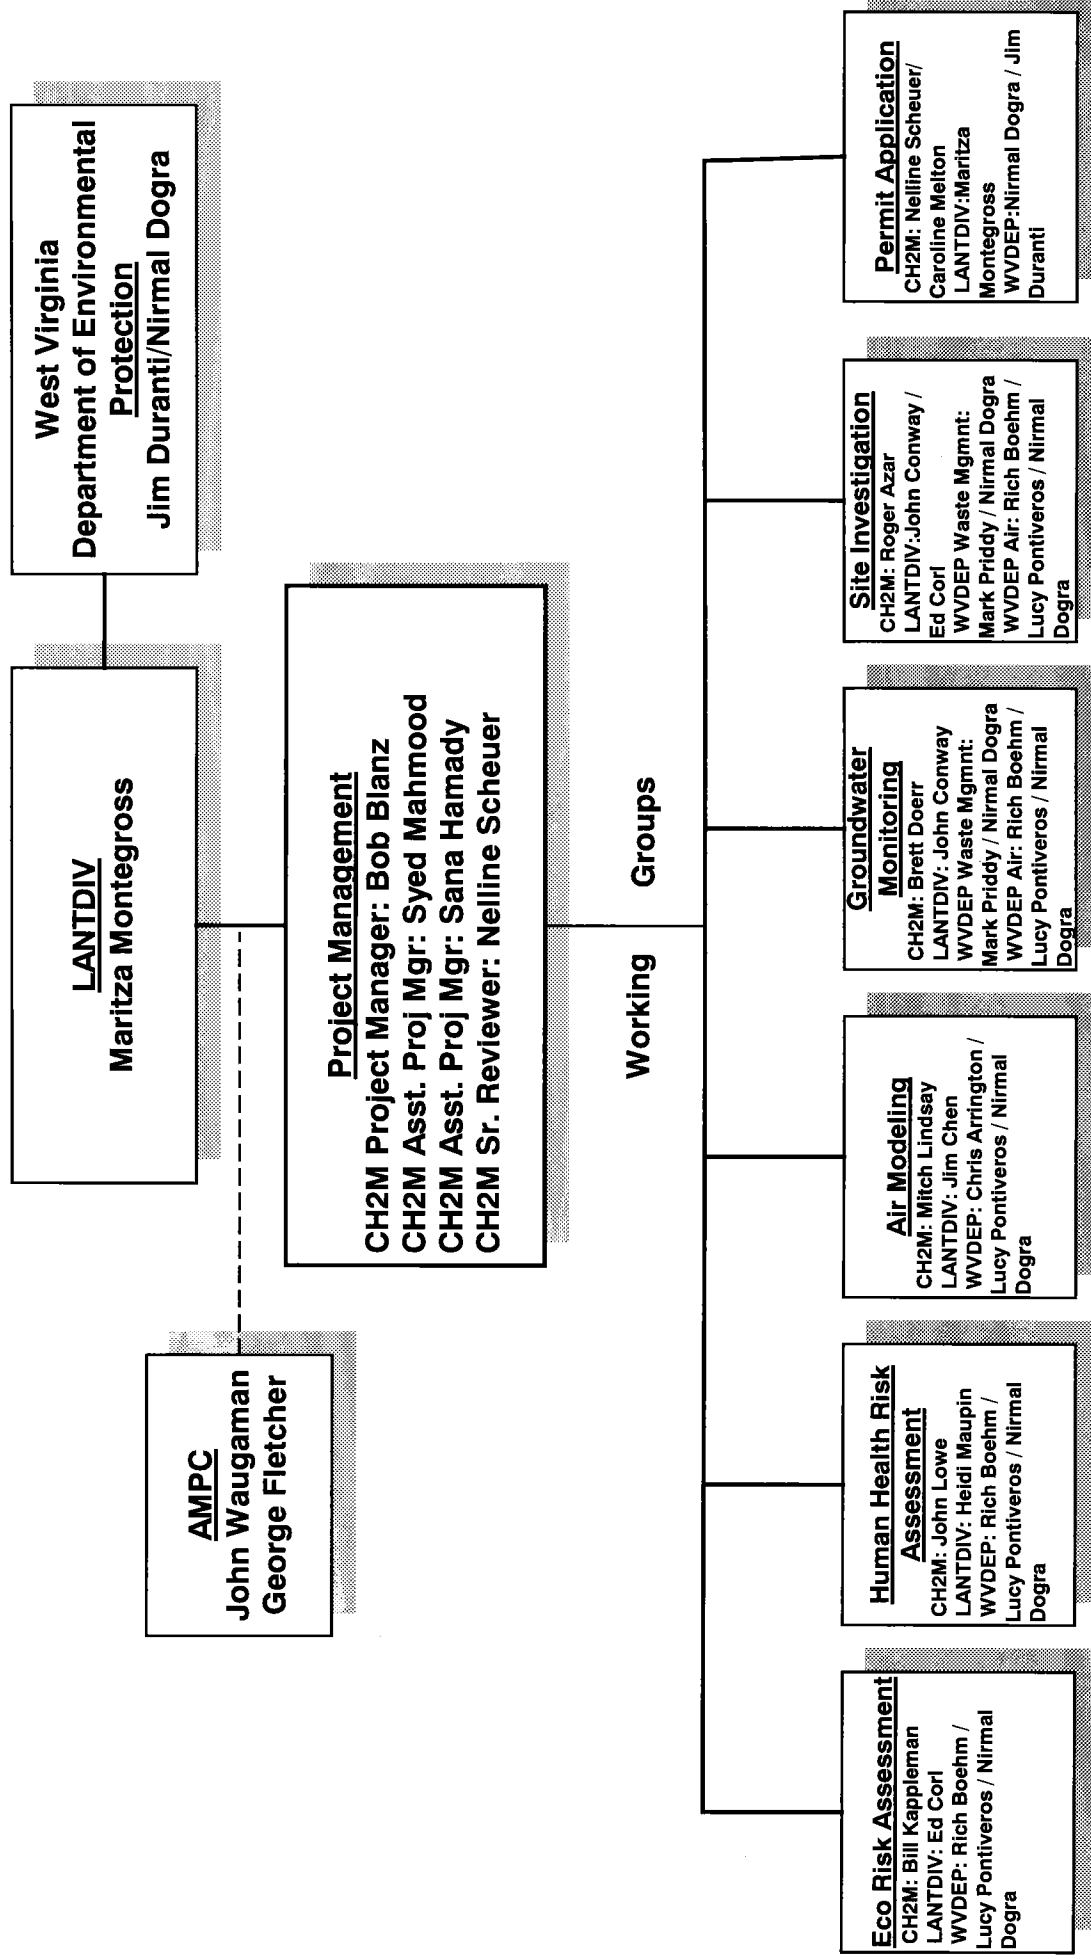 LANTDIV
Maritza Montegross
West Virginia
Department of Environmental
Protection
Jim Duranti/Nirmal Dogra
AMPC
John Waugaman
George Fletcher
Project Management
CH2M Project Manager: Bob Blanz
CH2M Asst. Proj Mgr: Syed Mahmood
CH2M Asst. Proj Mgr: Sana Hamady
CH2M Sr. Reviewer: Nelline Scheuer
Working Groups
Eco Risk Assessment
CH2M: Bill Kappleman
LANTDIV: Ed Corl
WVDEP: Rich Boehm /
Lucy Pontiveros / Nirmal
Dogra
Human Health Risk
Assessment
CH2M: John Lowe
LANTDIV: Heidi Maupin
WVDEP: Rich Boehm /
Lucy Pontiveros / Nirmal
Dogra
Air Modeling
CH2M: Mitch Lindsay
LANTDIV: Jim Chen
WVDEP: Chris Arrington /
Lucy Pontiveros / Nirmal
Dogra
Groundwater
Monitoring
CH2M: Brett Doerr
LANTDIV: John Conway
WVDEP Waste Mgmnt:
Mark Priddy / Nirmal Dogra
WVDEP Air: Rich Boehm /
Lucy Pontiveros / Nirmal
Dogra
Site Investigation
CH2M: Roger Azar
LANTDIV:John Conway /
Ed Corl
WVDEP Waste Mgmt:
Mark Priddy / Nirmal Dogra
WVDEP Air: Rich Boehm /
Lucy Pontiveros / Nirmal
Dogra
Permit Application
CH2M: Nelline Scheuer/
Caroline Melton
LANTDIV:Maritza
Montegross
WVDEP:Nirmal Dogra / Jim
Duranti